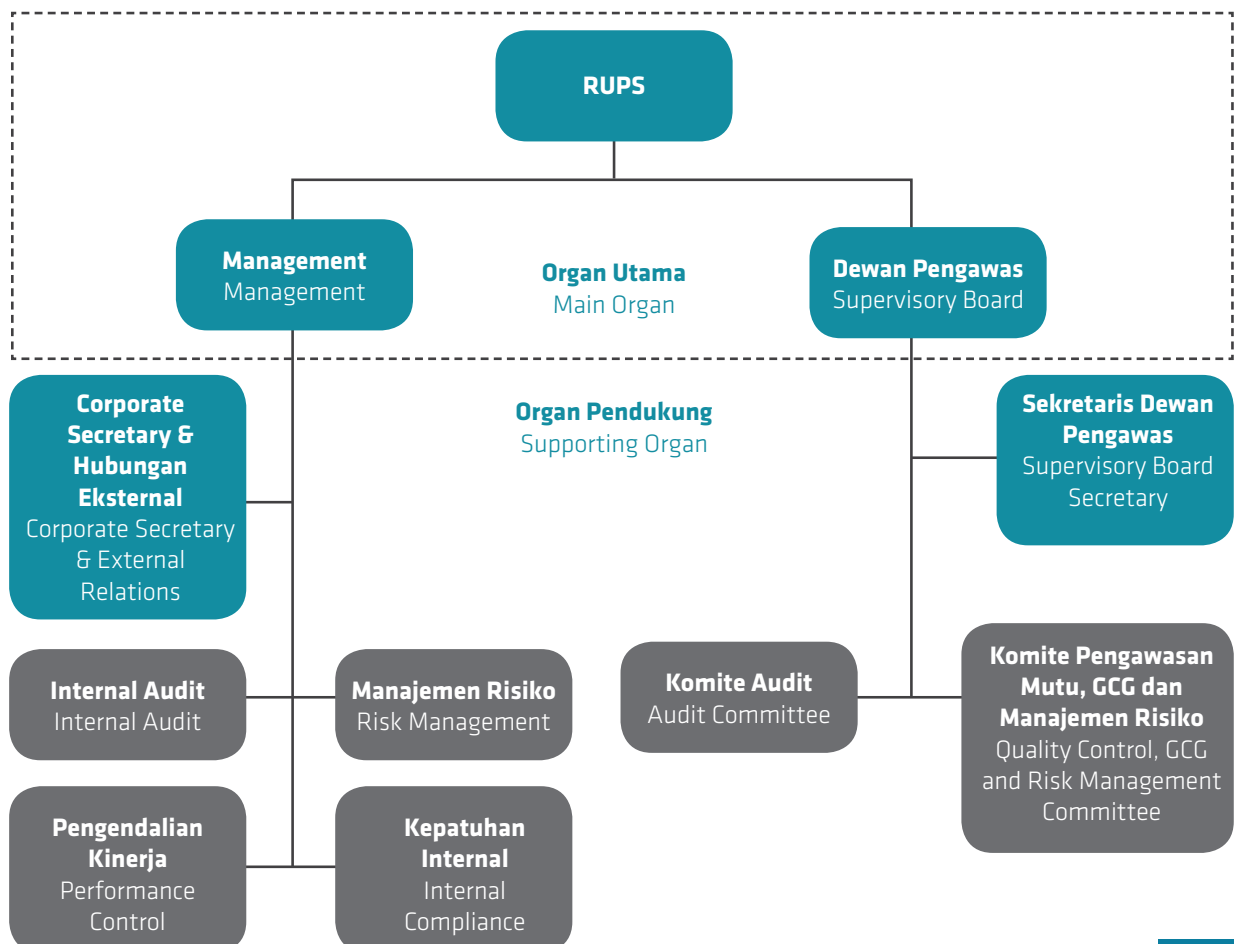 RUPS
Management
Management
Organ Utama
Main Organ
Dewan Pengawas
Supervisory Board
Corporate
Secretary &
Hubungan
Eksternal
Corporate Secretary
& External
Relations
Organ Pendukung
Supporting Organ
Sekretaris Dewan
Pengawas
Supervisory Board
Secretary
Internal Audit
Internal Audit
Manajemen Risiko
Risk Management
Komite Audit
Audit Committee
Komite Pengawasan
Mutu, GCG dan
Manajemen Risiko
Quality Control, GCG
and Risk Management
Committee
Pengendalian
Kinerja
Performance
Control
Kepatuhan
Internal
Internal
Compliance